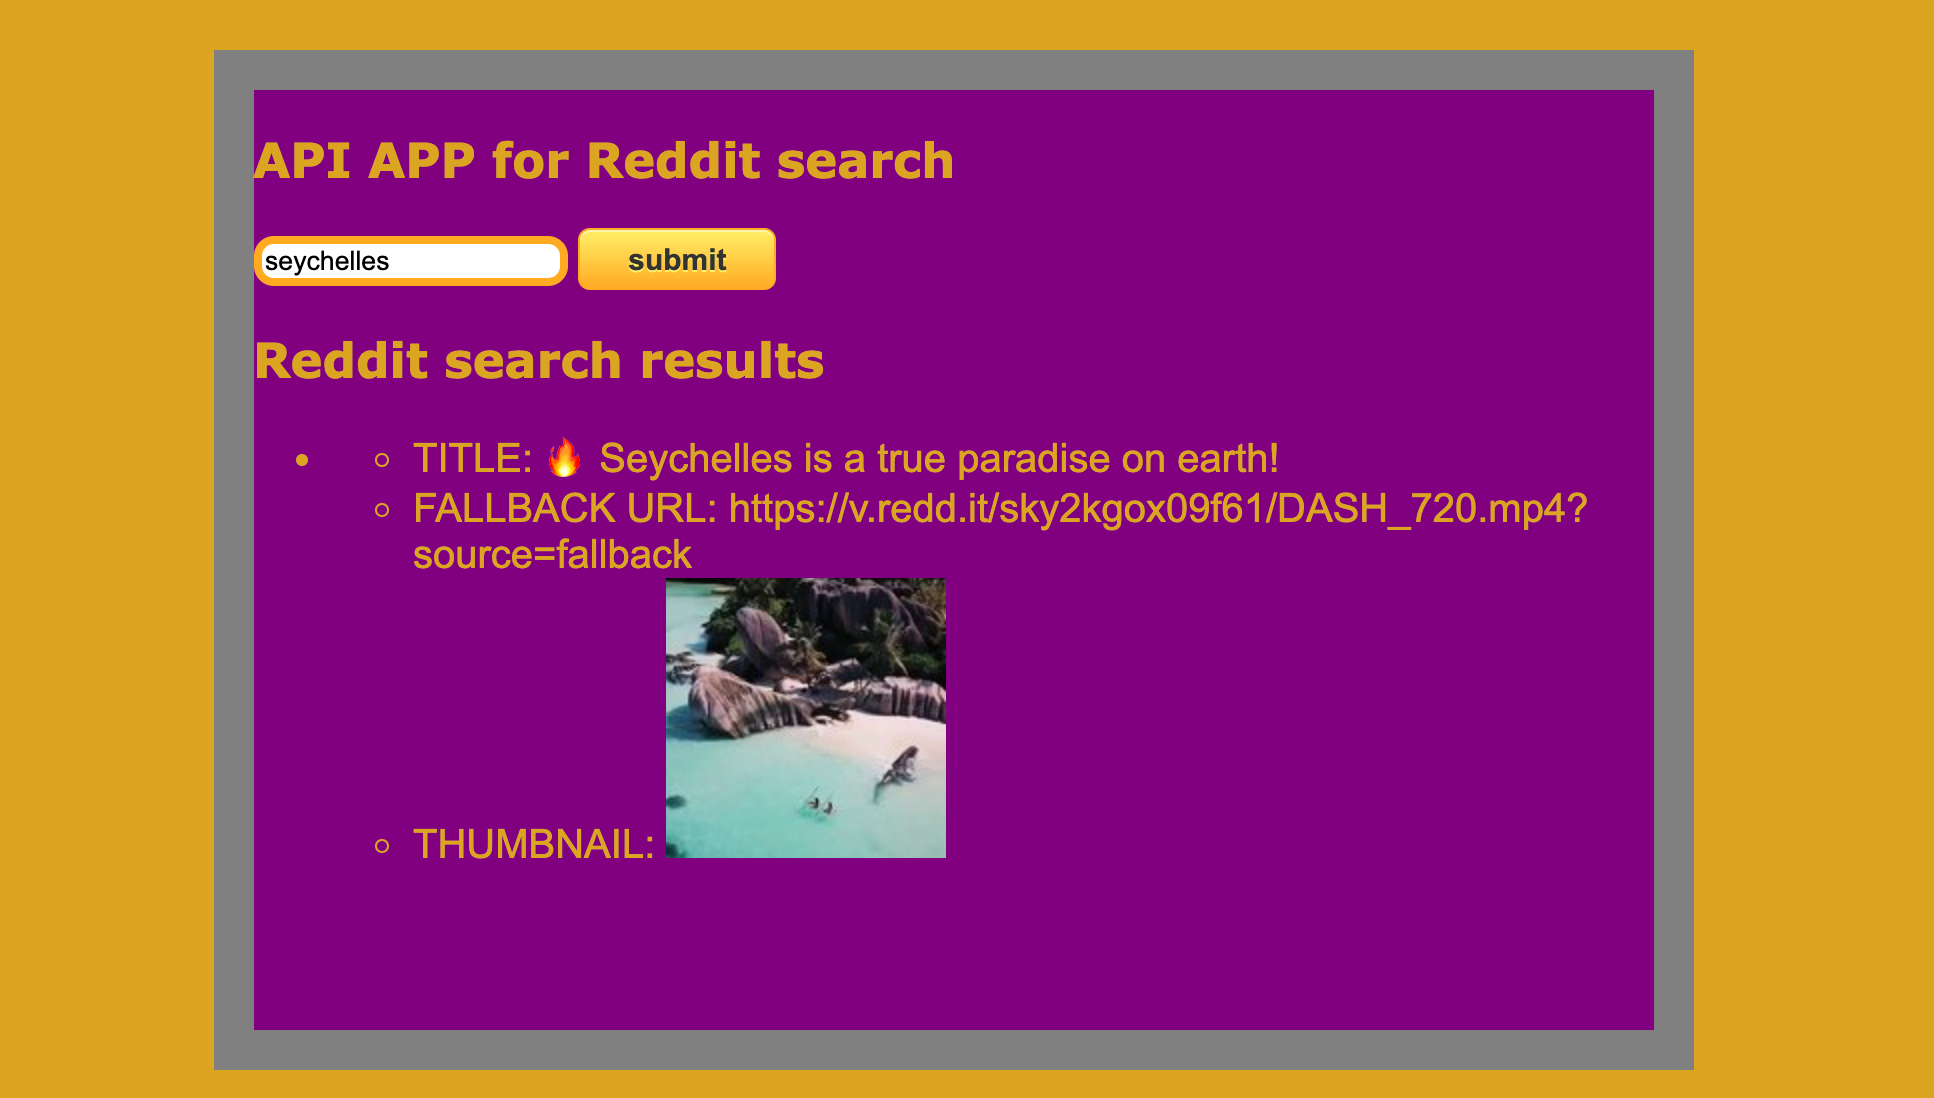 API APP for Reddit search
seychelles submit
Reddit search results
TITLE: 🔥 Seychelles is a true paradise on earth!
FALLBACK URL: https://v.redd.it/sky2kgox09f61/DASH_720.mp4?
source=fallback
THUMBNAIL: